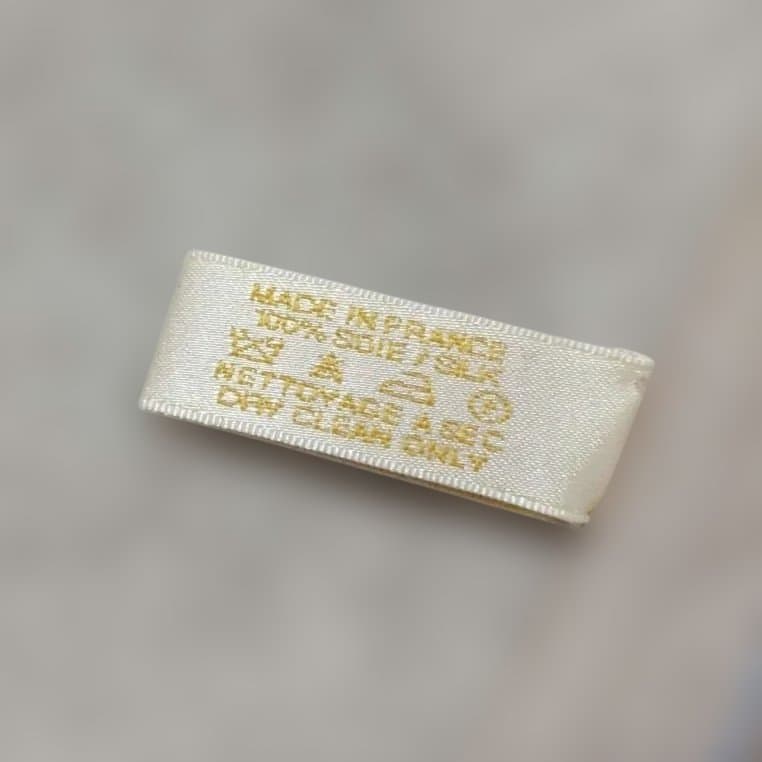 MADE IN FRANCE
100% SOIE / SILK
NETTOYAGE A SEC
DRY CLEAN ONLY